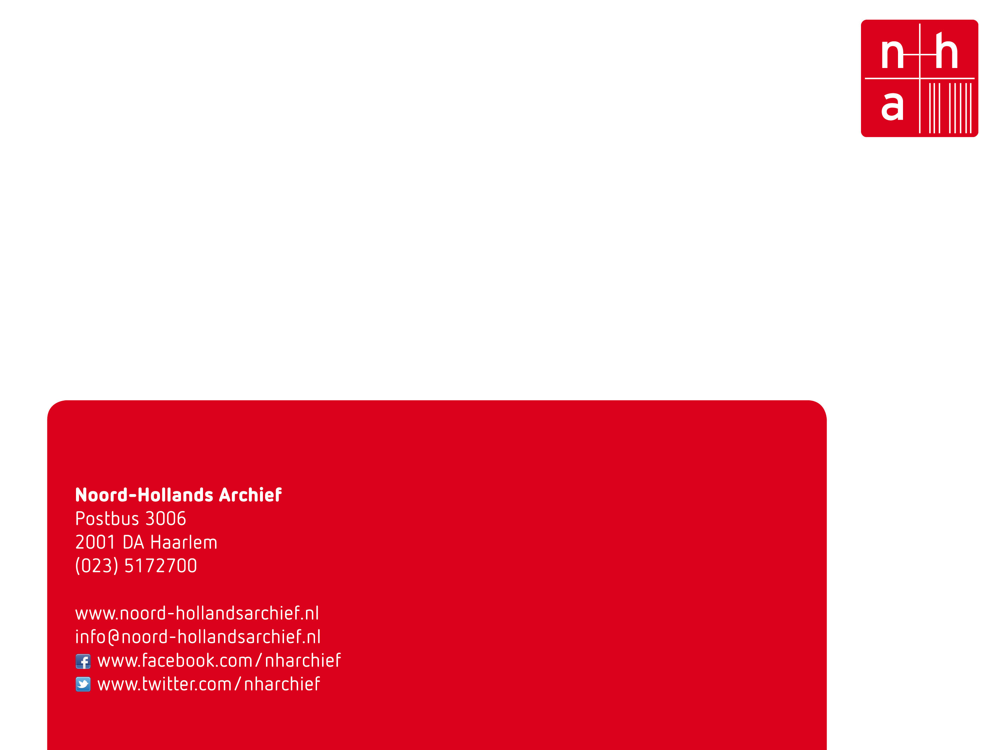 n h
a
Noord-Hollands Archief
Postbus 3006
2001 DA Haarlem
(023) 5172700
www.noord-hollandsarchief.nl
info@noord-hollandsarchief.nl
www.facebook.com/nharchief
www.twitter.com/nharchief